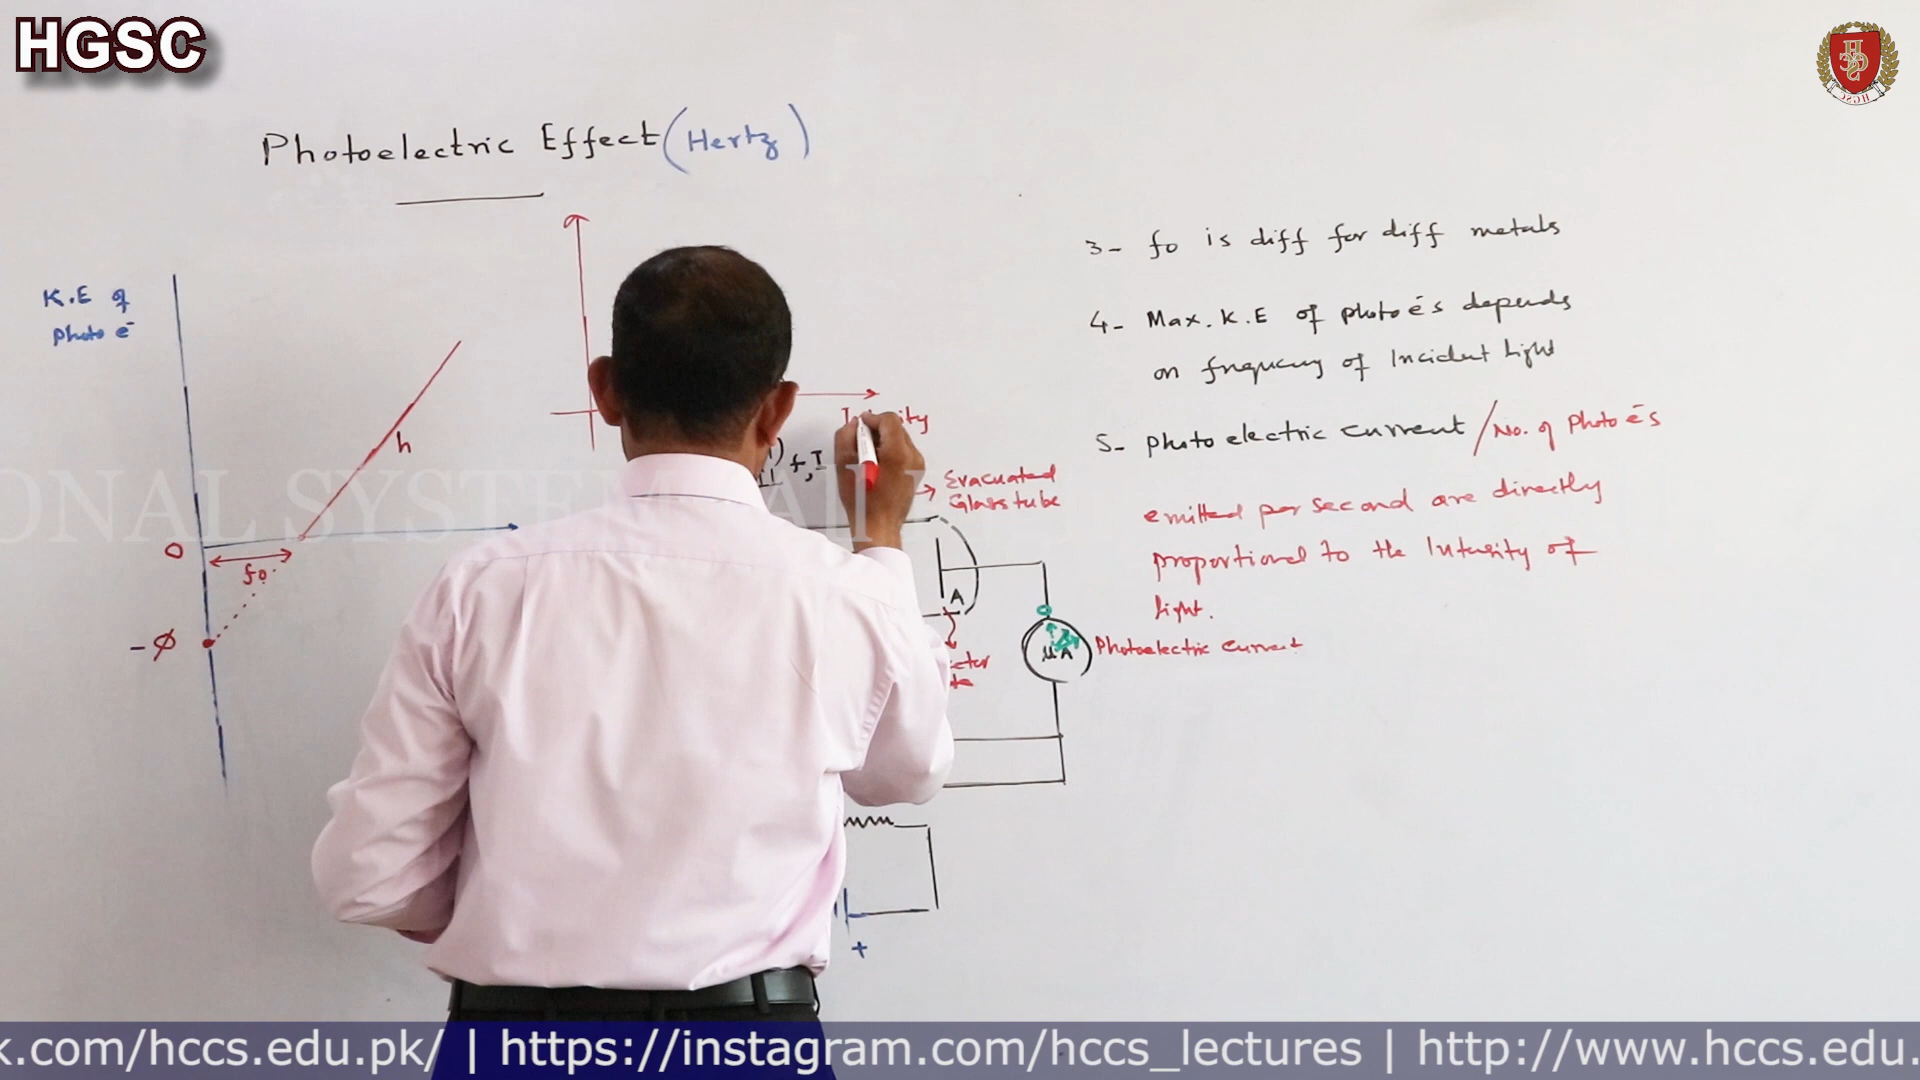 HGSC
Photoelectric Effect (Hertz)
K.E of
Photo e⁻
h
0
fo
-Φ
f, I
Evacuated
Glass tube
A
μA
Photoelectric Current
+
3- fo is diff for diff metals
4- Max. K.E of photo e⁻s depends
on frequency of Incident light
5- photo electric current / No. of Photo e⁻s
emitted per second are directly
proportional to the Intensity of
light.
ONAL SYSTEM
k.com/hccs.edu.pk/ | https://instagram.com/hccs_lectures | http://www.hccs.edu.